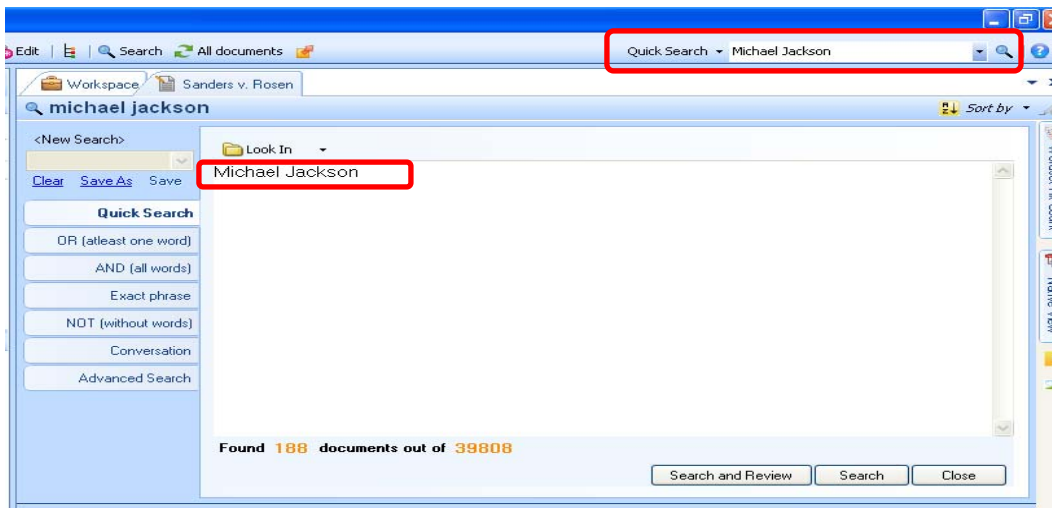 Edit Search All documents Quick Search Michael Jackson
Workspace Sanders v. Rosen
michael jackson Sort by
<New Search>
Look In
Michael Jackson
Clear Save As Save
Quick Search
OR (atleast one word)
AND (all words)
Exact phrase
NOT (without words)
Conversation
Advanced Search
Found 188 documents out of 39808
Search and Review Search Close